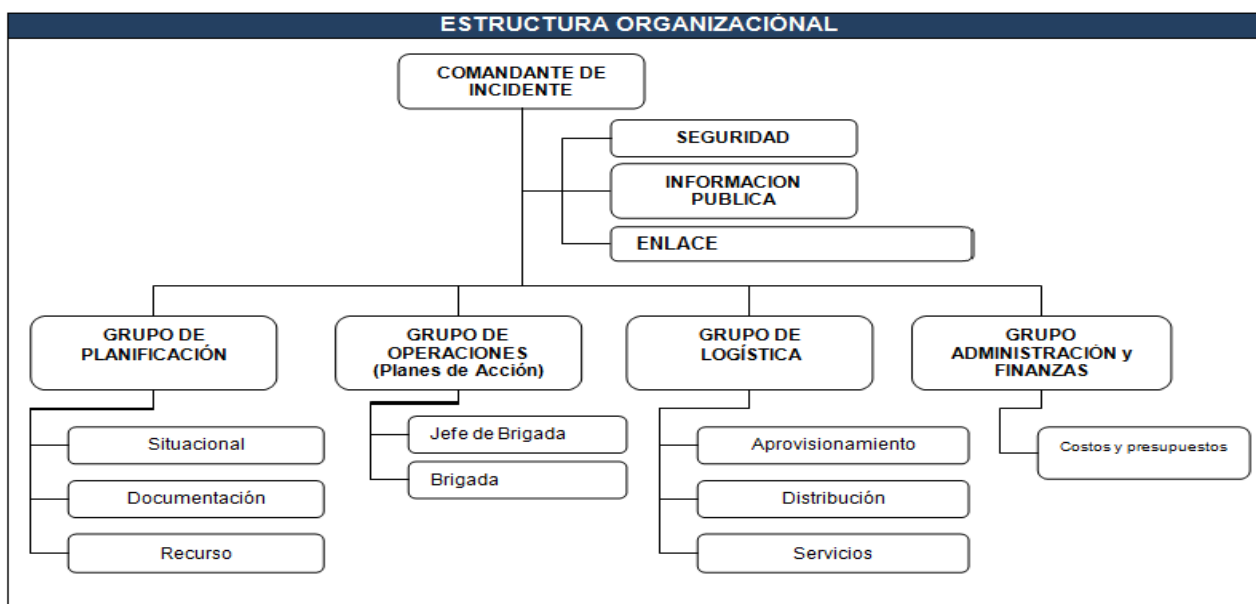 ESTRUCTURA ORGANIZACIÓNAL
COMANDANTE DE
INCIDENTE
SEGURIDAD
INFORMACION
PUBLICA
ENLACE
GRUPO DE
PLANIFICACIÓN
GRUPO DE
OPERACIONES
(Planes de Acción)
GRUPO DE
LOGÍSTICA
GRUPO
ADMINISTRACIÓN y
FINANZAS
Situacional
Documentación
Recurso
Jefe de Brigada
Brigada
Aprovisionamiento
Distribución
Servicios
Costos y presupuestos